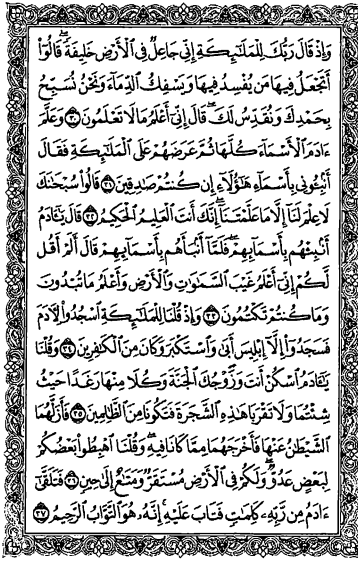 وَإِذْ قَالَ رَبُّكَ لِلْمَلَٰٓئِكَةِ إِنِّي جَاعِلٌ فِي ٱلْأَرْضِ خَلِيفَةً ۖ قَالُوٓا۟
أَتَجْعَلُ فِيهَا مَن يُفْسِدُ فِيهَا وَيَسْفِكُ ٱلدِّمَآءَ وَنَحْنُ نُسَبِّحُ
بِحَمْدِكَ وَنُقَدِّسُ لَكَ ۖ قَالَ إِنِّيٓ أَعْلَمُ مَا لَا تَعْلَمُونَ ٣٠ وَعَلَّمَ
ءَادَمَ ٱلْأَسْمَآءَ كُلَّهَا ثُمَّ عَرَضَهُمْ عَلَى ٱلْمَلَٰٓئِكَةِ فَقَالَ
أَنۢبِـُٔونِي بِأَسْمَآءِ هَٰٓؤُلَآءِ إِن كُنتُمْ صَٰدِقِينَ ٣١ قَالُوا۟ سُبْحَٰنَكَ
لَا عِلْمَ لَنَآ إِلَّا مَا عَلَّمْتَنَآ ۖ إِنَّكَ أَنتَ ٱلْعَلِيمُ ٱلْحَكِيمُ ٣٢ قَالَ يَٰٓـَٔادَمُ
أَنۢبِئْهُم بِأَسْمَآئِهِمْ ۖ فَلَمَّآ أَنۢبَأَهُم بِأَسْمَآئِهِمْ قَالَ أَلَمْ أَقُل
لَّكُمْ إِنِّيٓ أَعْلَمُ غَيْبَ ٱلسَّمَٰوَٰتِ وَٱلْأَرْضِ وَأَعْلَمُ مَا تُبْدُونَ
وَمَا كُنتُمْ تَكْتُمُونَ ٣٣ وَإِذْ قُلْنَا لِلْمَلَٰٓئِكَةِ ٱسْجُدُوا۟ لِـَٔادَمَ
فَسَجَدُوٓا۟ إِلَّآ إِبْلِيسَ أَبَىٰ وَٱسْتَكْبَرَ وَكَانَ مِنَ ٱلْكَٰفِرِينَ ٣٤ وَقُلْنَا
يَٰٓـَٔادَمُ ٱسْكُنْ أَنتَ وَزَوْجُكَ ٱلْجَنَّةَ وَكُلَا مِنْهَا رَغَدًا حَيْثُ
شِئْتُمَا وَلَا تَقْرَبَا هَٰذِهِ ٱلشَّجَرَةَ فَتَكُونَا مِنَ ٱلظَّٰلِمِينَ ٣٥ فَأَزَلَّهُمَا
ٱلشَّيْطَٰنُ عَنْهَا فَأَخْرَجَهُمَا مِمَّا كَانَا فِيهِ ۖ وَقُلْنَا ٱهْبِطُوا۟ بَعْضُكُمْ
لِبَعْضٍ عَدُوٌّ ۖ وَلَكُمْ فِي ٱلْأَرْضِ مُسْتَقَرٌّ وَمَتَٰعٌ إِلَىٰ حِينٍ ٣٦ فَتَلَقَّىٰٓ
ءَادَمُ مِن رَّبِّهِۦ كَلِمَٰتٍ فَتَابَ عَلَيْهِ ۚ إِنَّهُۥ هُوَ ٱلتَّوَّابُ ٱلرَّحِيمُ ٣٧